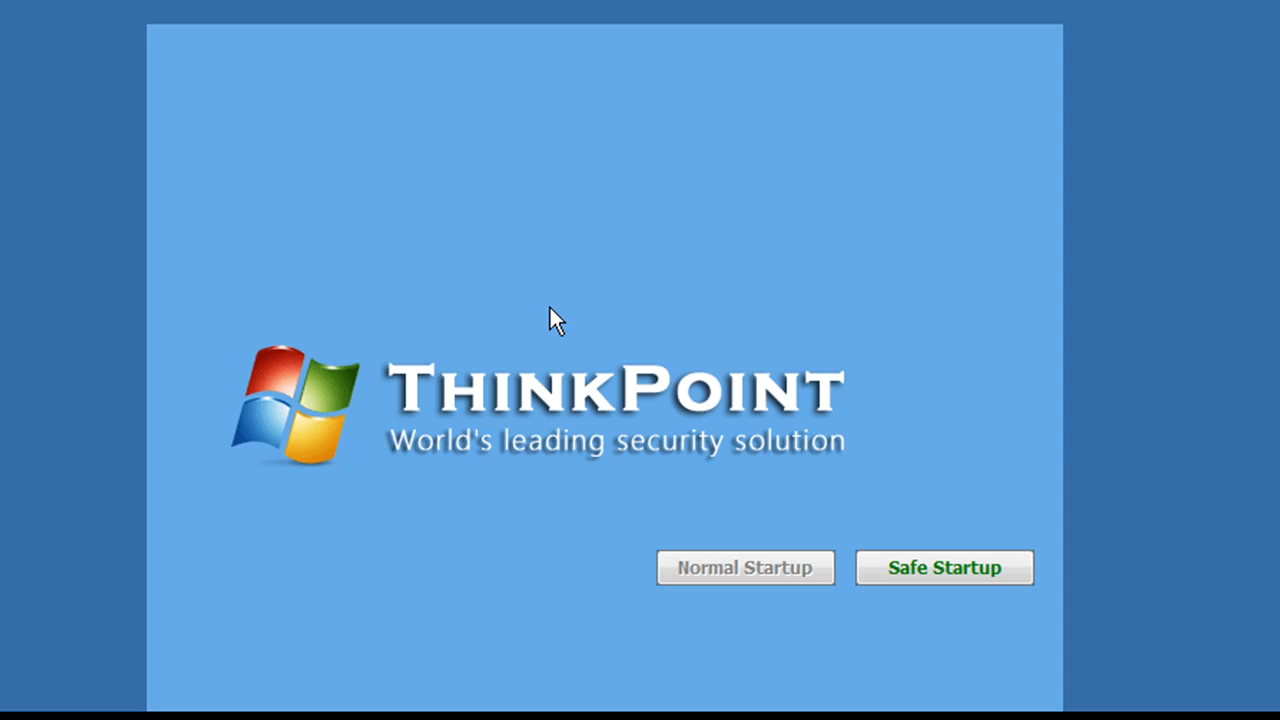 THINKPOINT
World's leading security solution
Normal Startup
Safe Startup